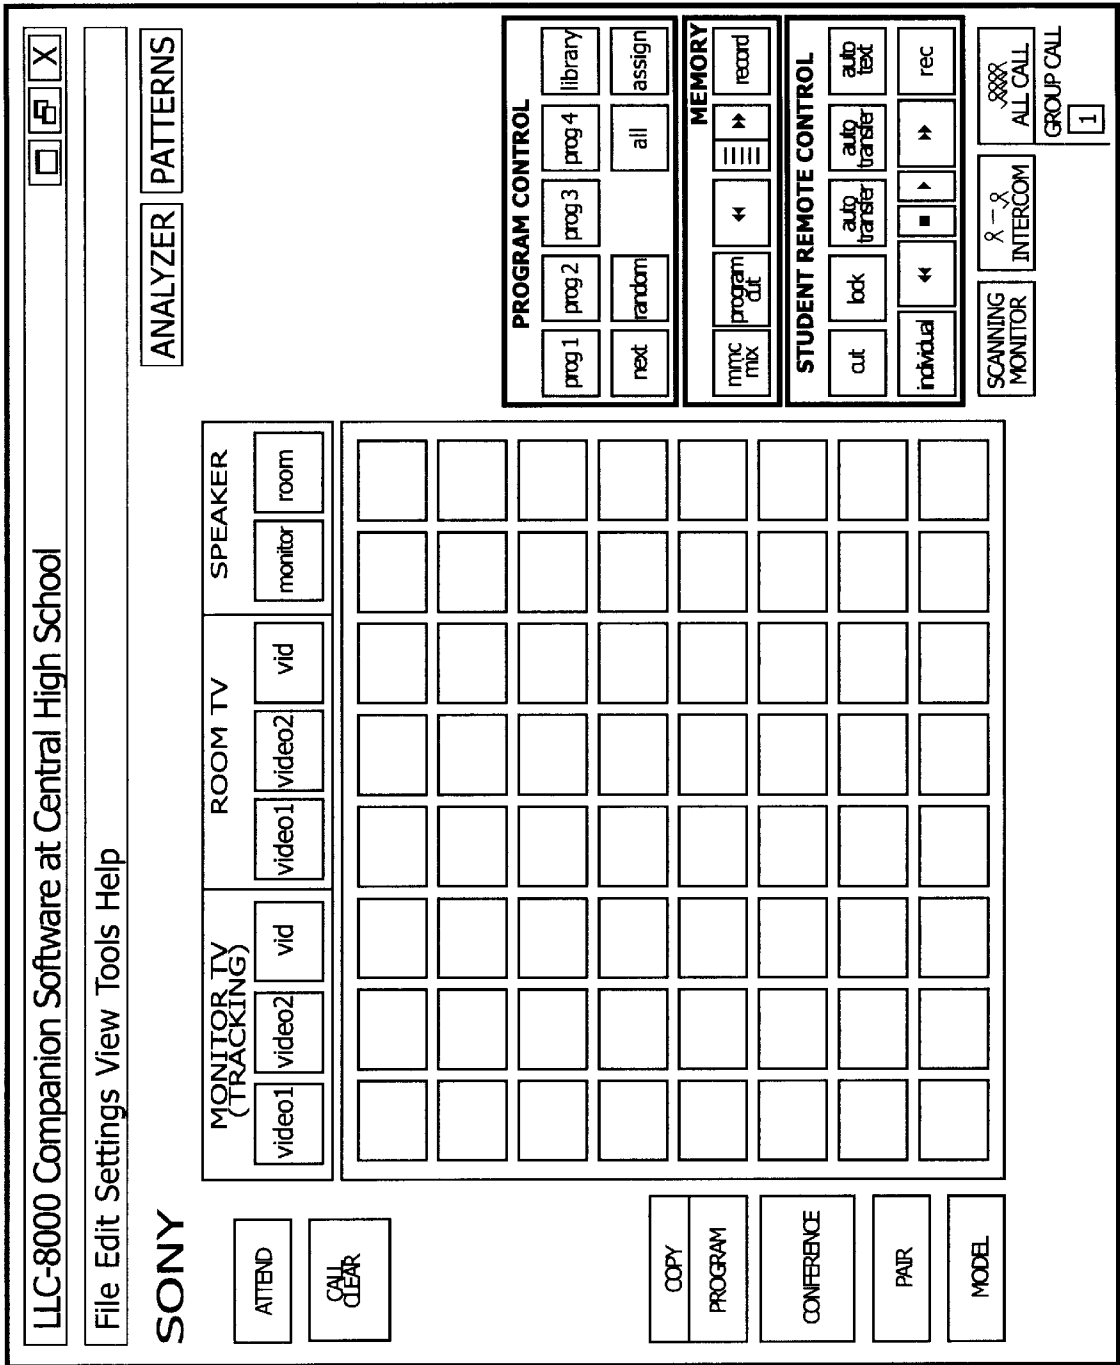 LLC-8000 Companion Software at Central High School X
File Edit Settings View Tools Help
SONY
ANALYZER PATTERNS
MONITOR TV
(TRACKING)
ROOM TV
SPEAKER
video1 video2 vid video1 video2 vid monitor room
ATTEND
CALL
CLEAR
COPY
PROGRAM
CONFERENCE
PAIR
MODEL
PROGRAM CONTROL
prog 1 prog 2 prog 3 prog 4 library
next random all assign
MEMORY
mmc
mix
program
cut
record
STUDENT REMOTE CONTROL
cut
lock
auto
transfer
auto
transfer
auto
text
individual
rec
SCANNING
MONITOR
INTERCOM
ALL CALL
GROUP CALL
1